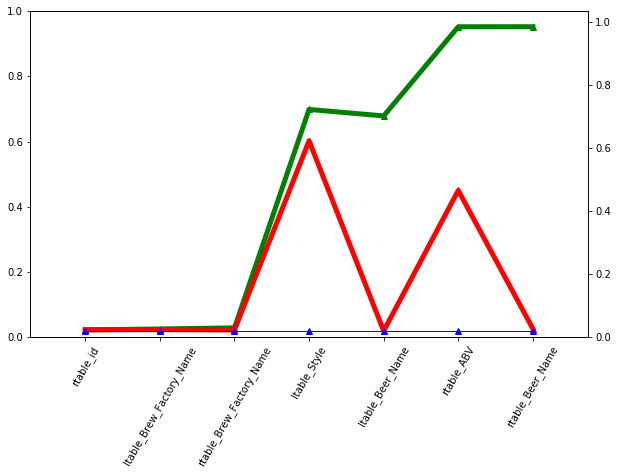 1.0
0.8
0.6
0.4
0.2
0.0
1.0
0.8
0.6
0.4
0.2
0.0
rtable_id
ltable_Brew_Factory_Name
rtable_Brew_Factory_Name
ltable_Style
ltable_Beer_Name
rtable_ABV
rtable_Beer_Name